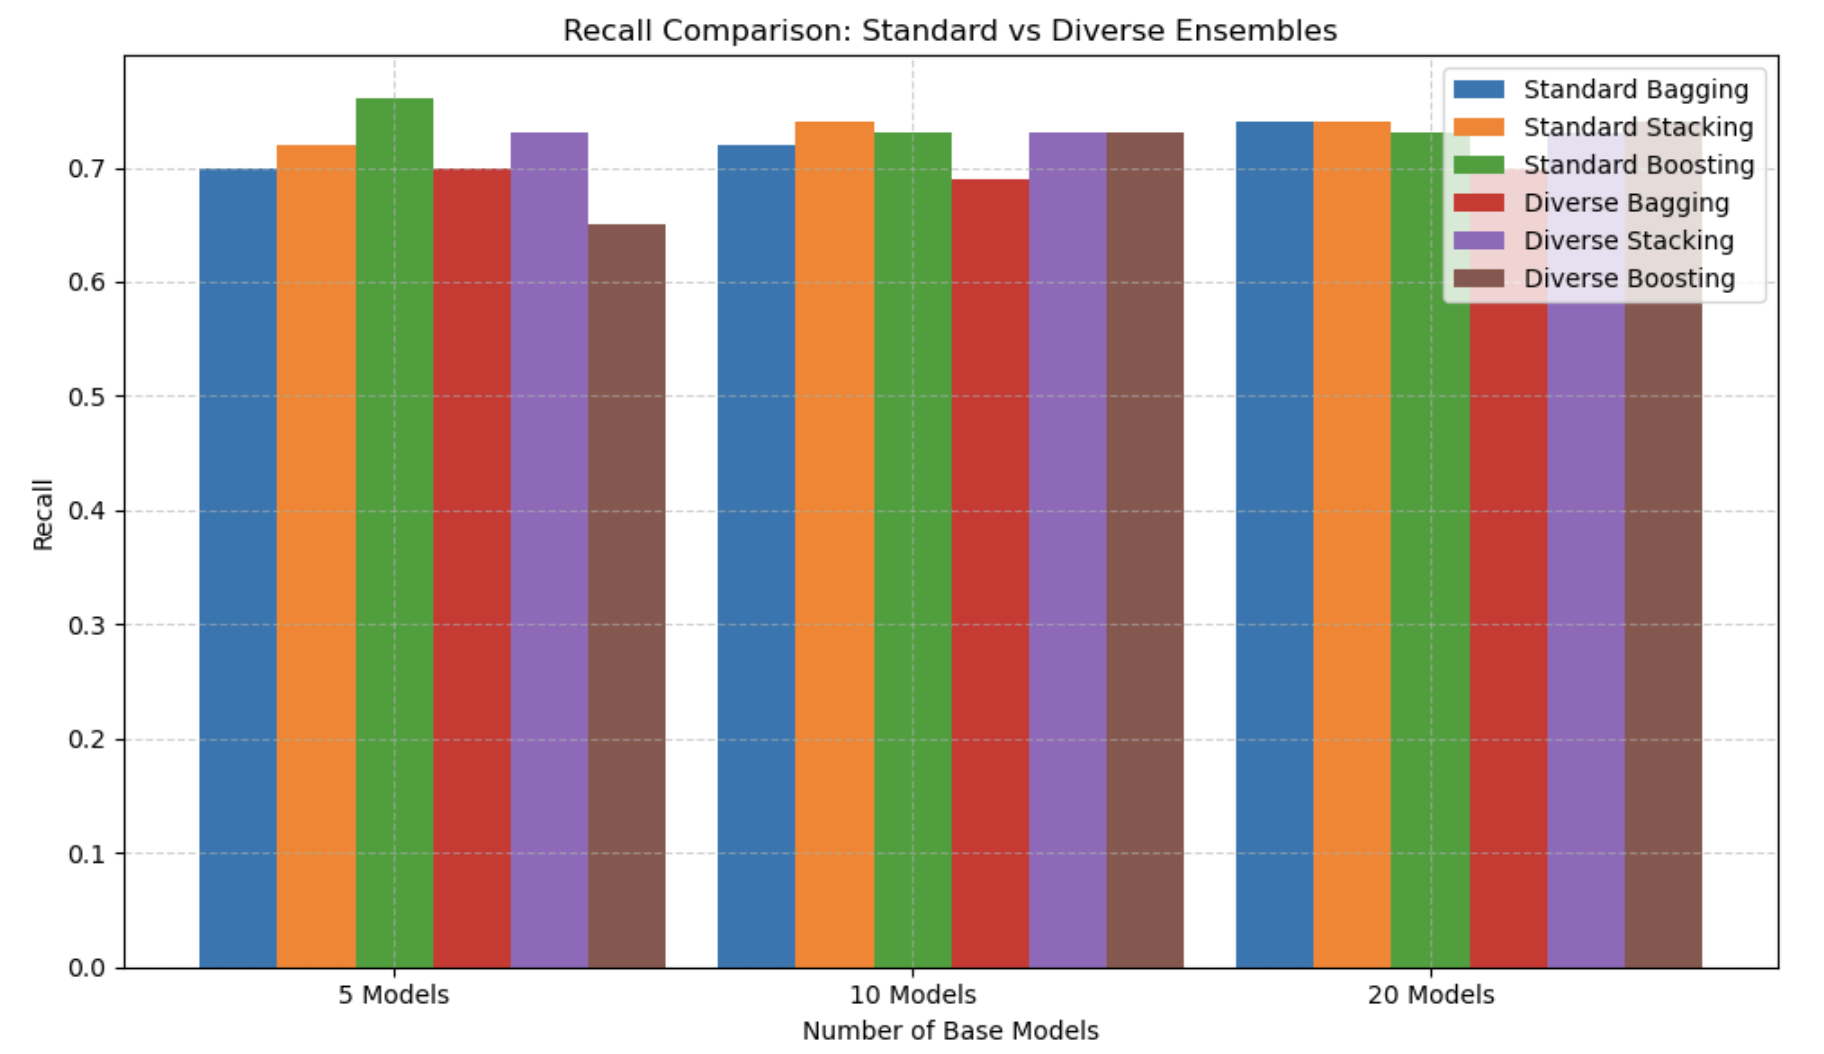 Recall Comparison: Standard vs Diverse Ensembles
Standard Bagging
Standard Stacking
Standard Boosting
Diverse Bagging
Diverse Stacking
Diverse Boosting
0.7
0.6
0.5
0.4
0.3
0.2
0.1
0.0
Recall
5 Models
10 Models
20 Models
Number of Base Models